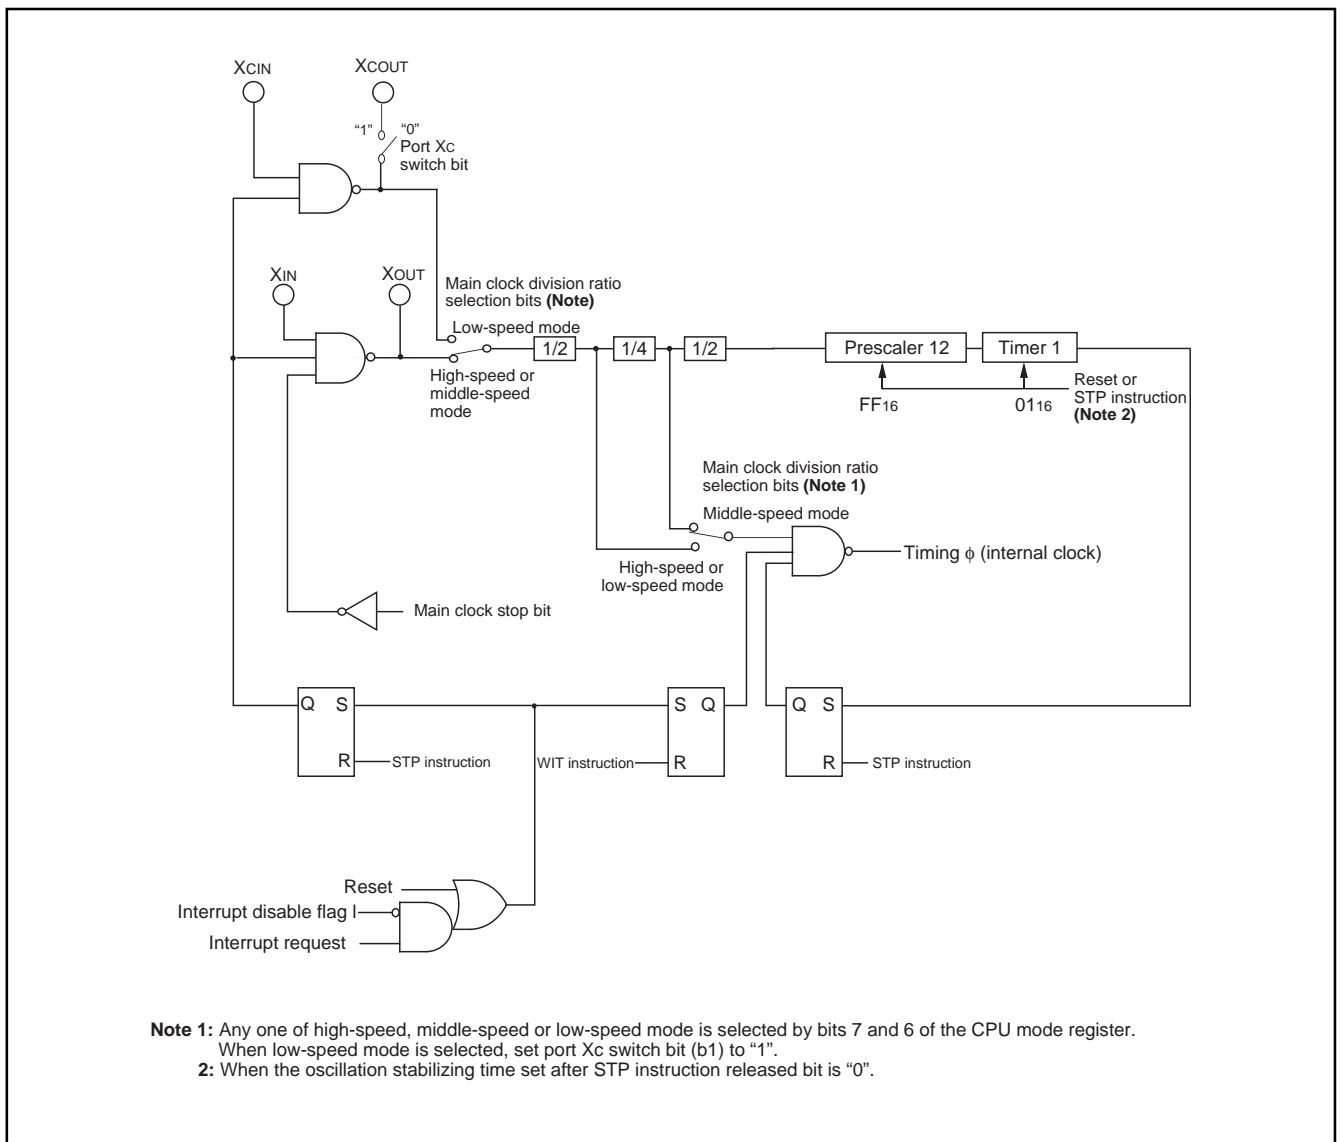 XCIN
XCOUT
“1”
“0”
Port XC
switch bit
XIN
XOUT
Main clock division ratio
selection bits (Note)
Low-speed mode
High-speed or
middle-speed
mode
1/2
1/4
1/2
Prescaler 12
Timer 1
FF16
0116
Reset or
STP instruction
(Note 2)
Main clock division ratio
selection bits (Note 1)
Middle-speed mode
High-speed or
low-speed mode
Timing ϕ (internal clock)
Main clock stop bit
Q S
R
STP instruction
S Q
R
WIT instruction
Q S
R
STP instruction
Reset
Interrupt disable flag I
Interrupt request
Note 1: Any one of high-speed, middle-speed or low-speed mode is selected by bits 7 and 6 of the CPU mode register.
When low-speed mode is selected, set port Xc switch bit (b1) to “1”.
2: When the oscillation stabilizing time set after STP instruction released bit is “0”.